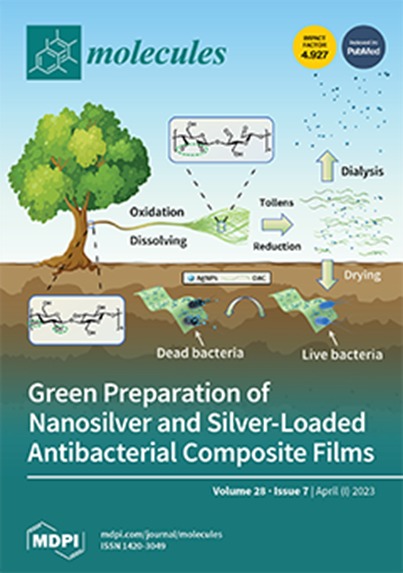 molecules
IMPACT
FACTOR
4.927
Indexed in:
PubMed
Dialysis
Oxidation
Dissolving
Tollens
Reduction
Drying
AgNPs
DAC
Dead bacteria
Live bacteria
Green Preparation of
Nanosilver and Silver-Loaded
Antibacterial Composite Films
Volume 28 · Issue 7 | April (I) 2023
MDPI
mdpi.com/journal/molecules
ISSN 1420-3049